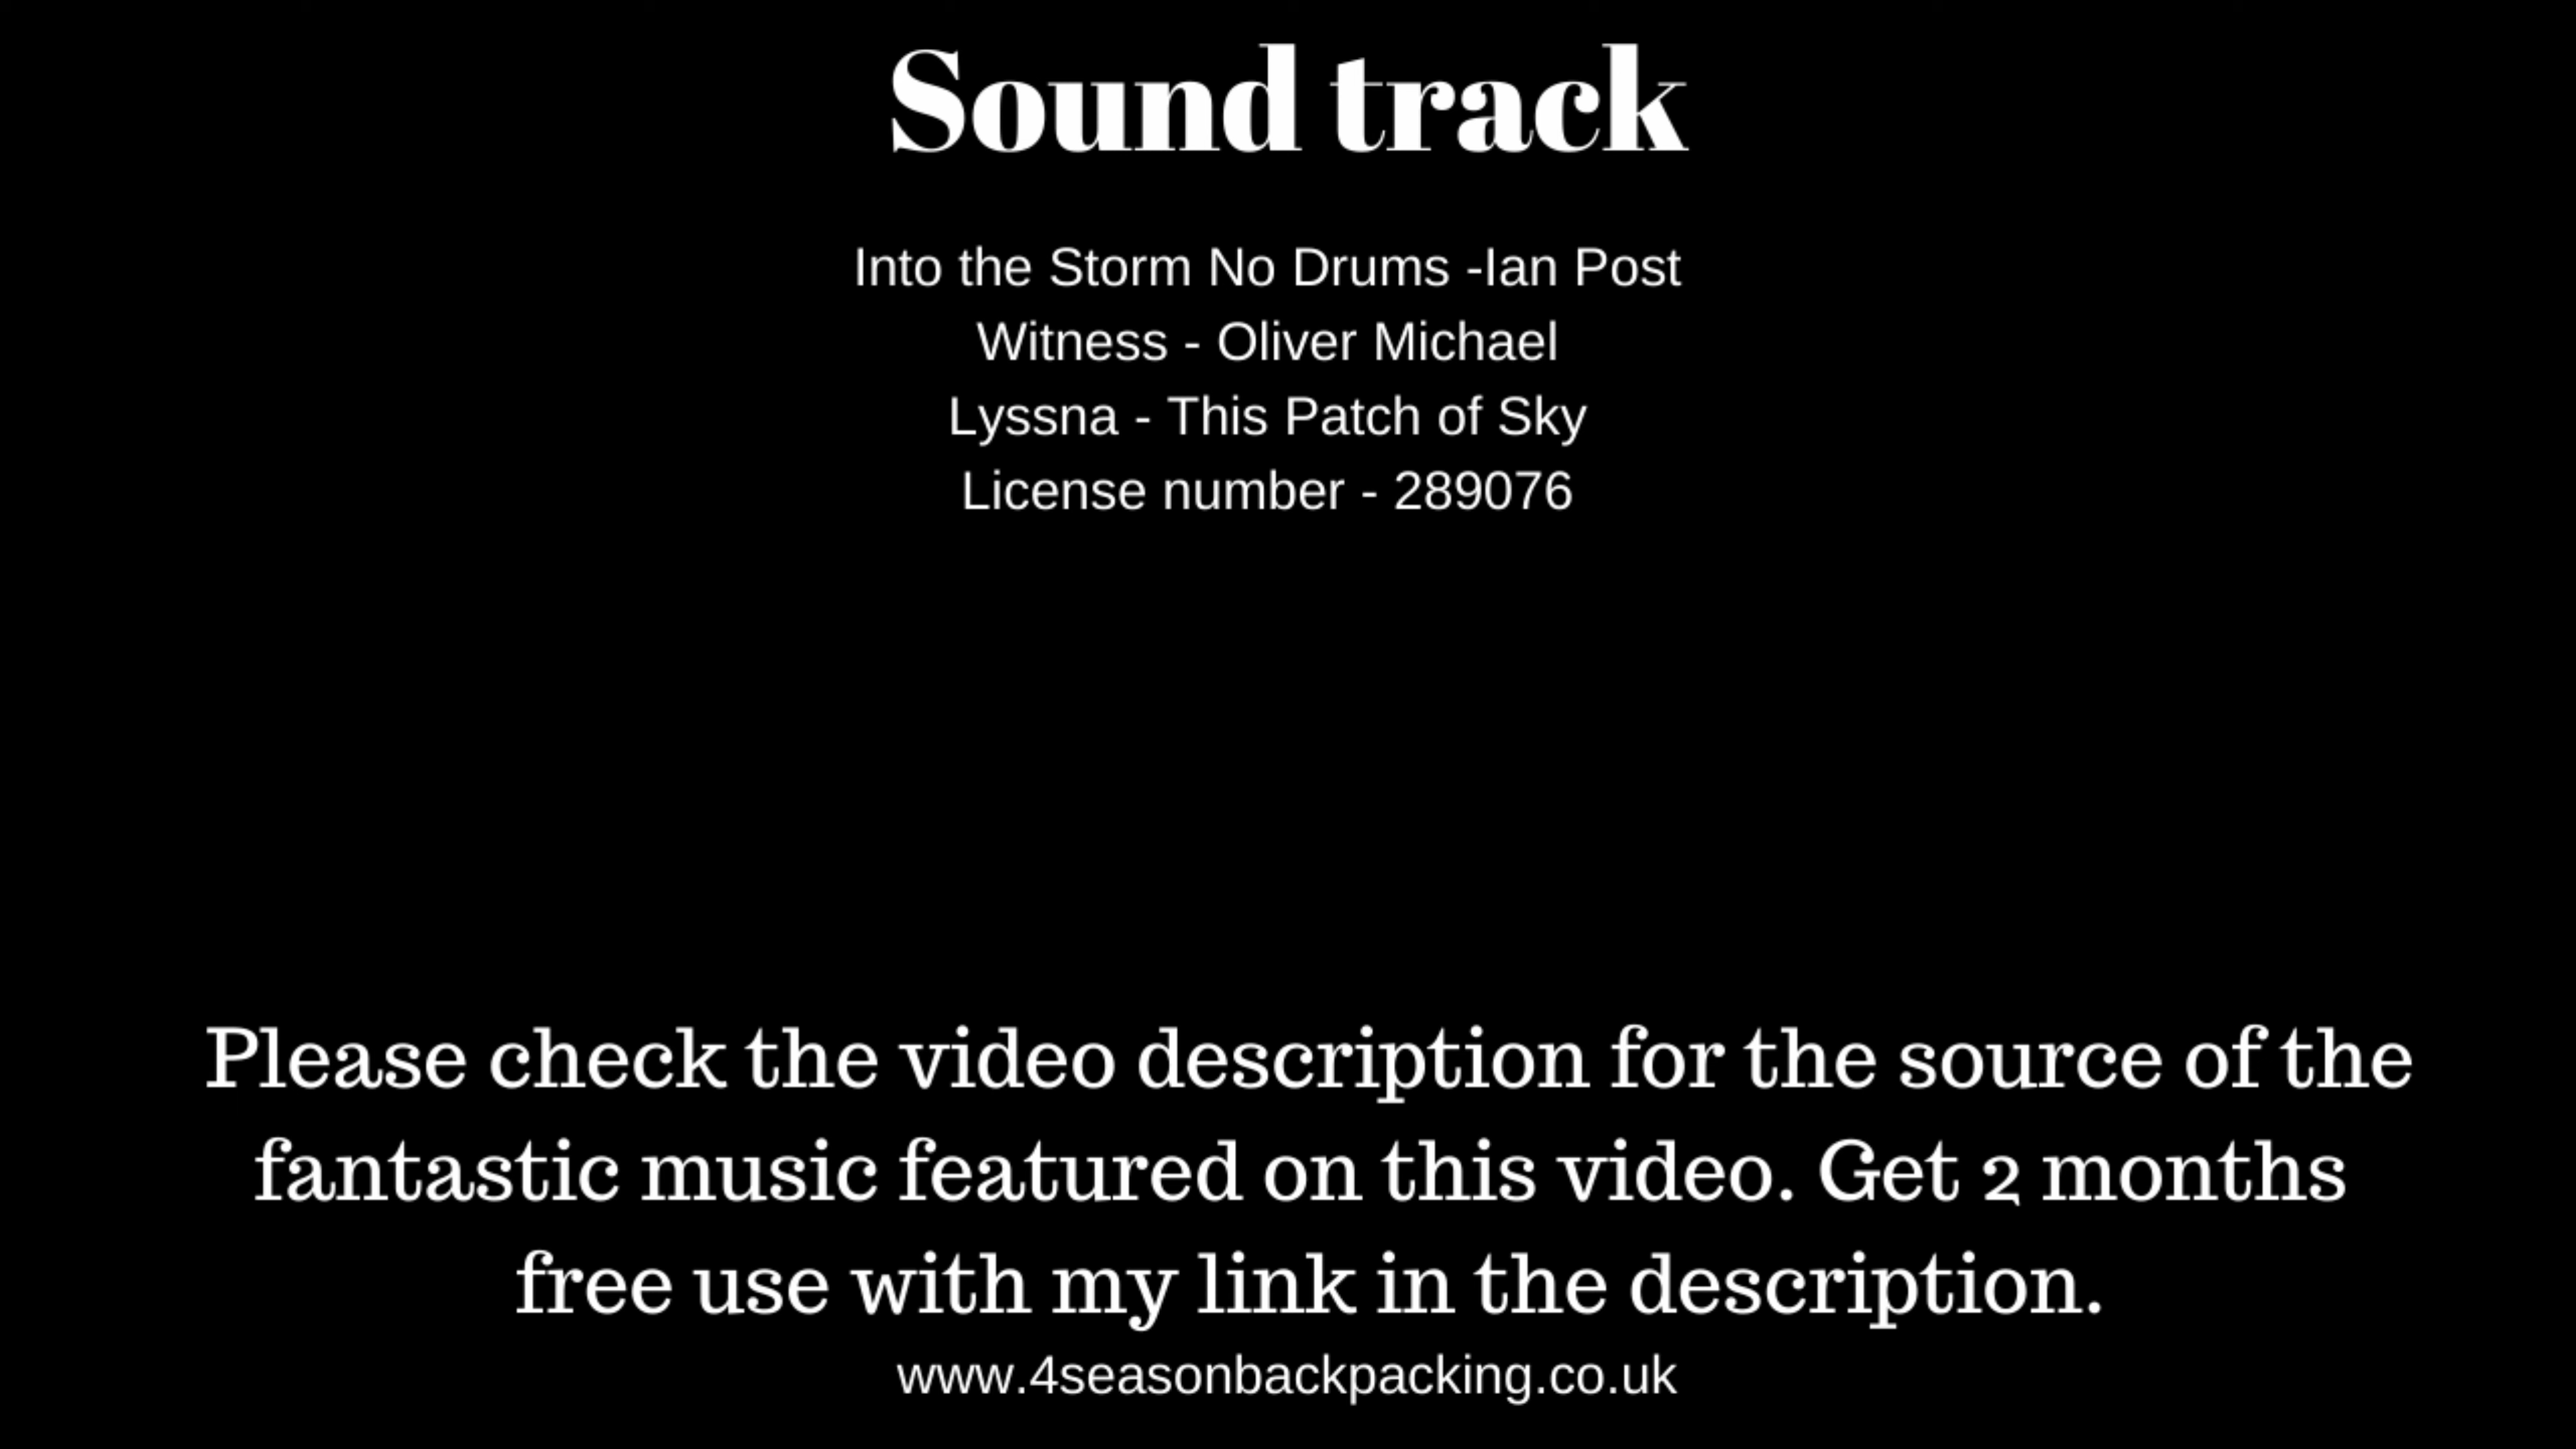 Sound track
Into the Storm No Drums -Ian Post
Witness - Oliver Michael
Lyssna - This Patch of Sky
License number - 289076
Please check the video description for the source of the
fantastic music featured on this video. Get 2 months
free use with my link in the description.
www.4seasonbackpacking.co.uk